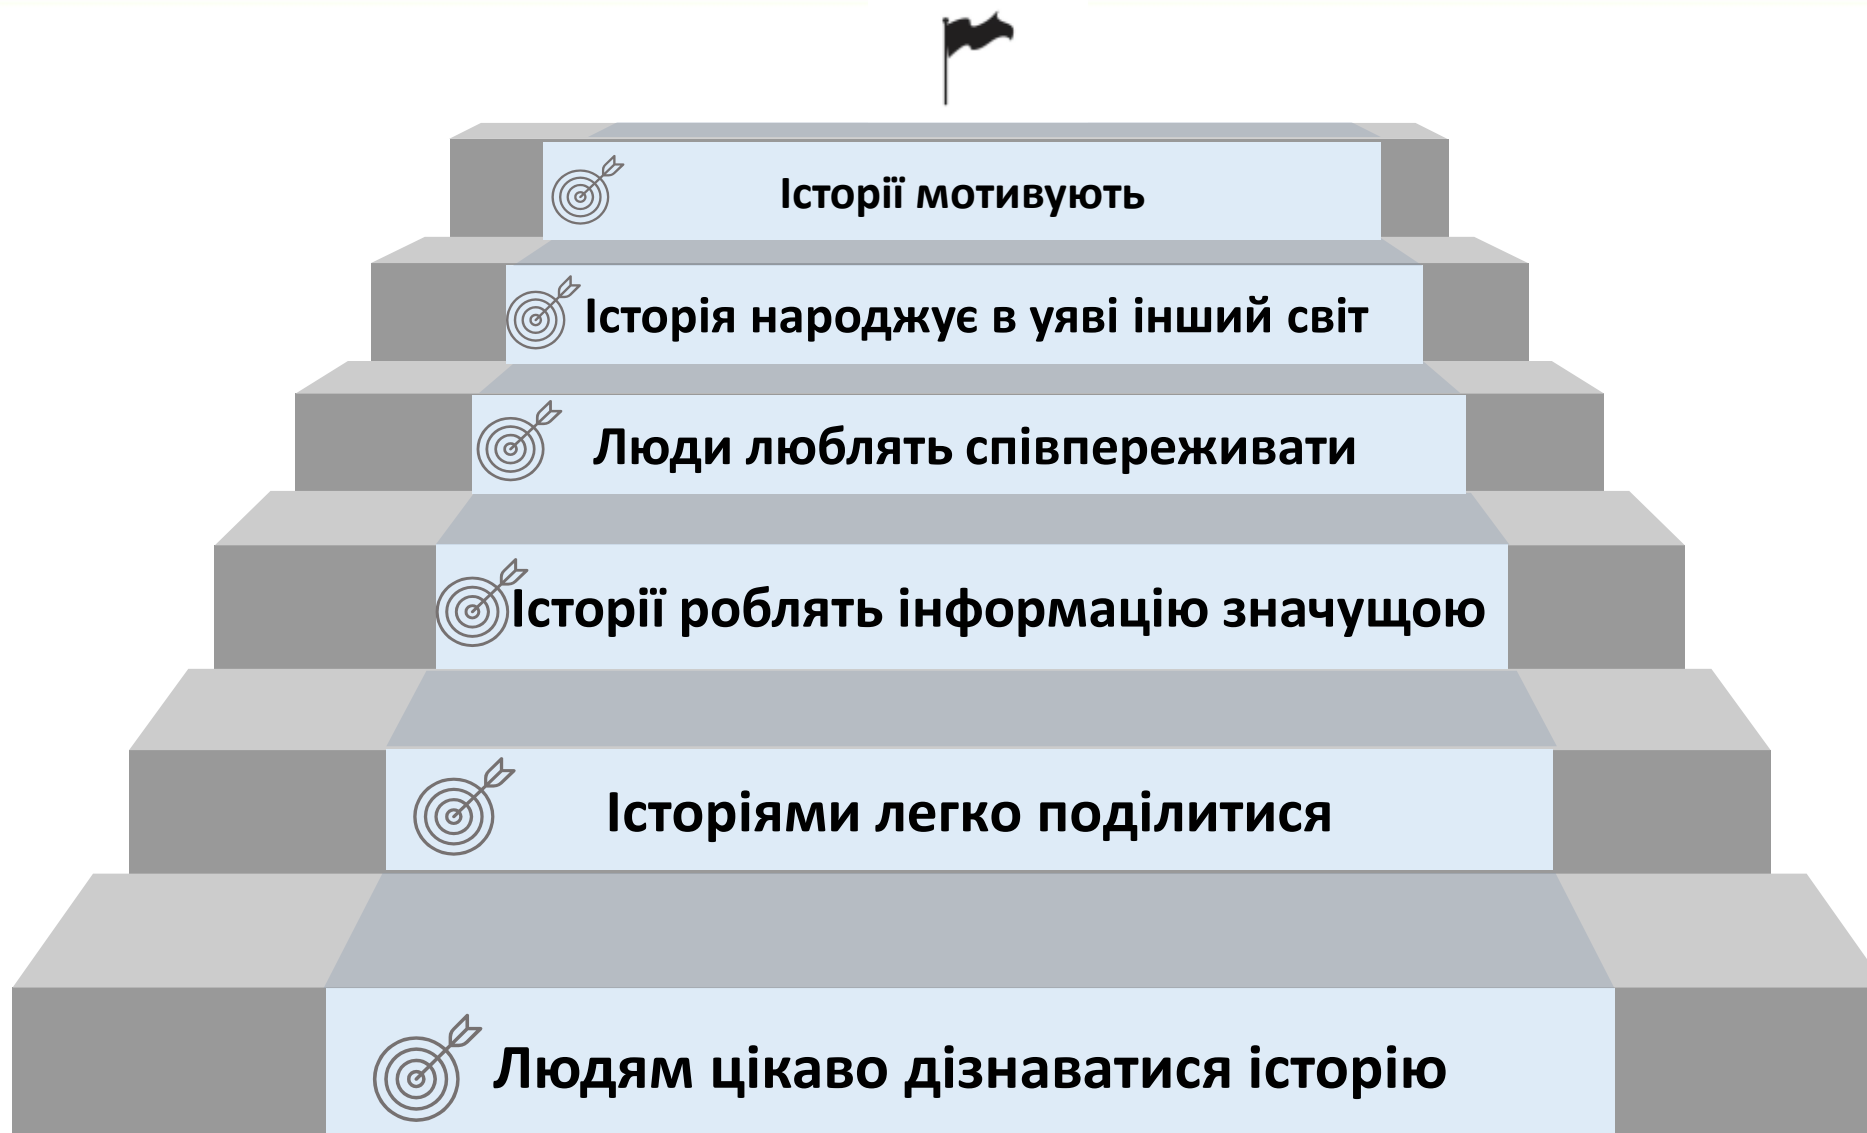 Історії мотивують
Історія народжує в уяві інший світ
Люди люблять співпереживати
Історії роблять інформацію значущою
Історіями легко поділитися
Людям цікаво дізнаватися історію